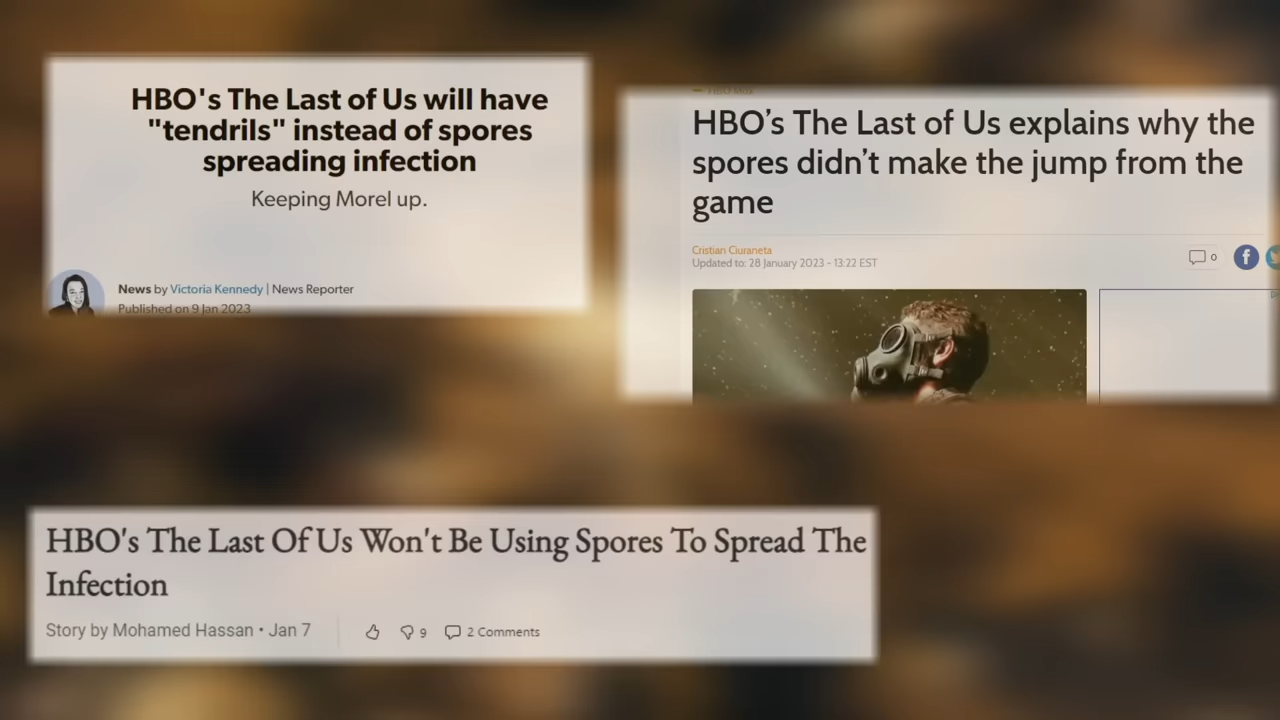 HBO's The Last of Us will have
"tendrils" instead of spores
spreading infection
Keeping Morel up.
News by Victoria Kennedy | News Reporter
Published on 9 Jan 2023
HBO Max
HBO’s The Last of Us explains why the
spores didn’t make the jump from the
game
Cristian Ciuraneta
Updated to: 28 January 2023 - 13:22 EST
0
HBO's The Last Of Us Won't Be Using Spores To Spread The
Infection
Story by Mohamed Hassan • Jan 7
9
2 Comments